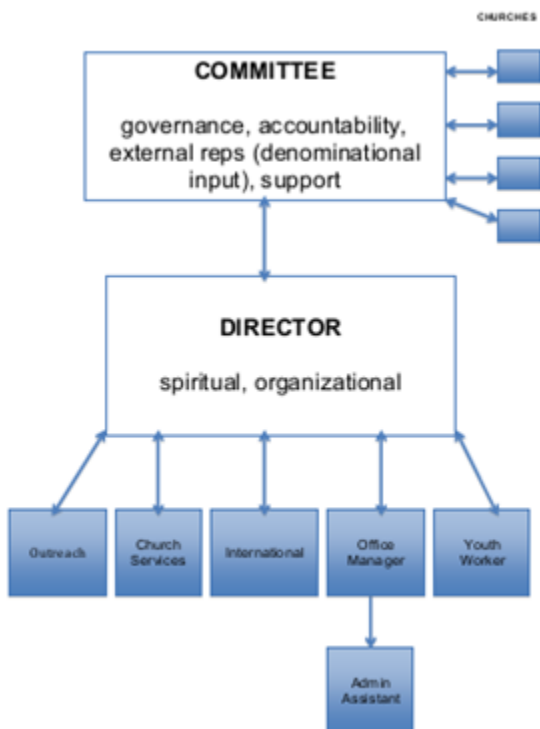 CHURCHES
COMMITTEE
governance, accountability,
external reps (denominational
input), support
DIRECTOR
spiritual, organizational
Outreach
Church
Services
International
Office
Manager
Youth
Worker
Admin
Assistant